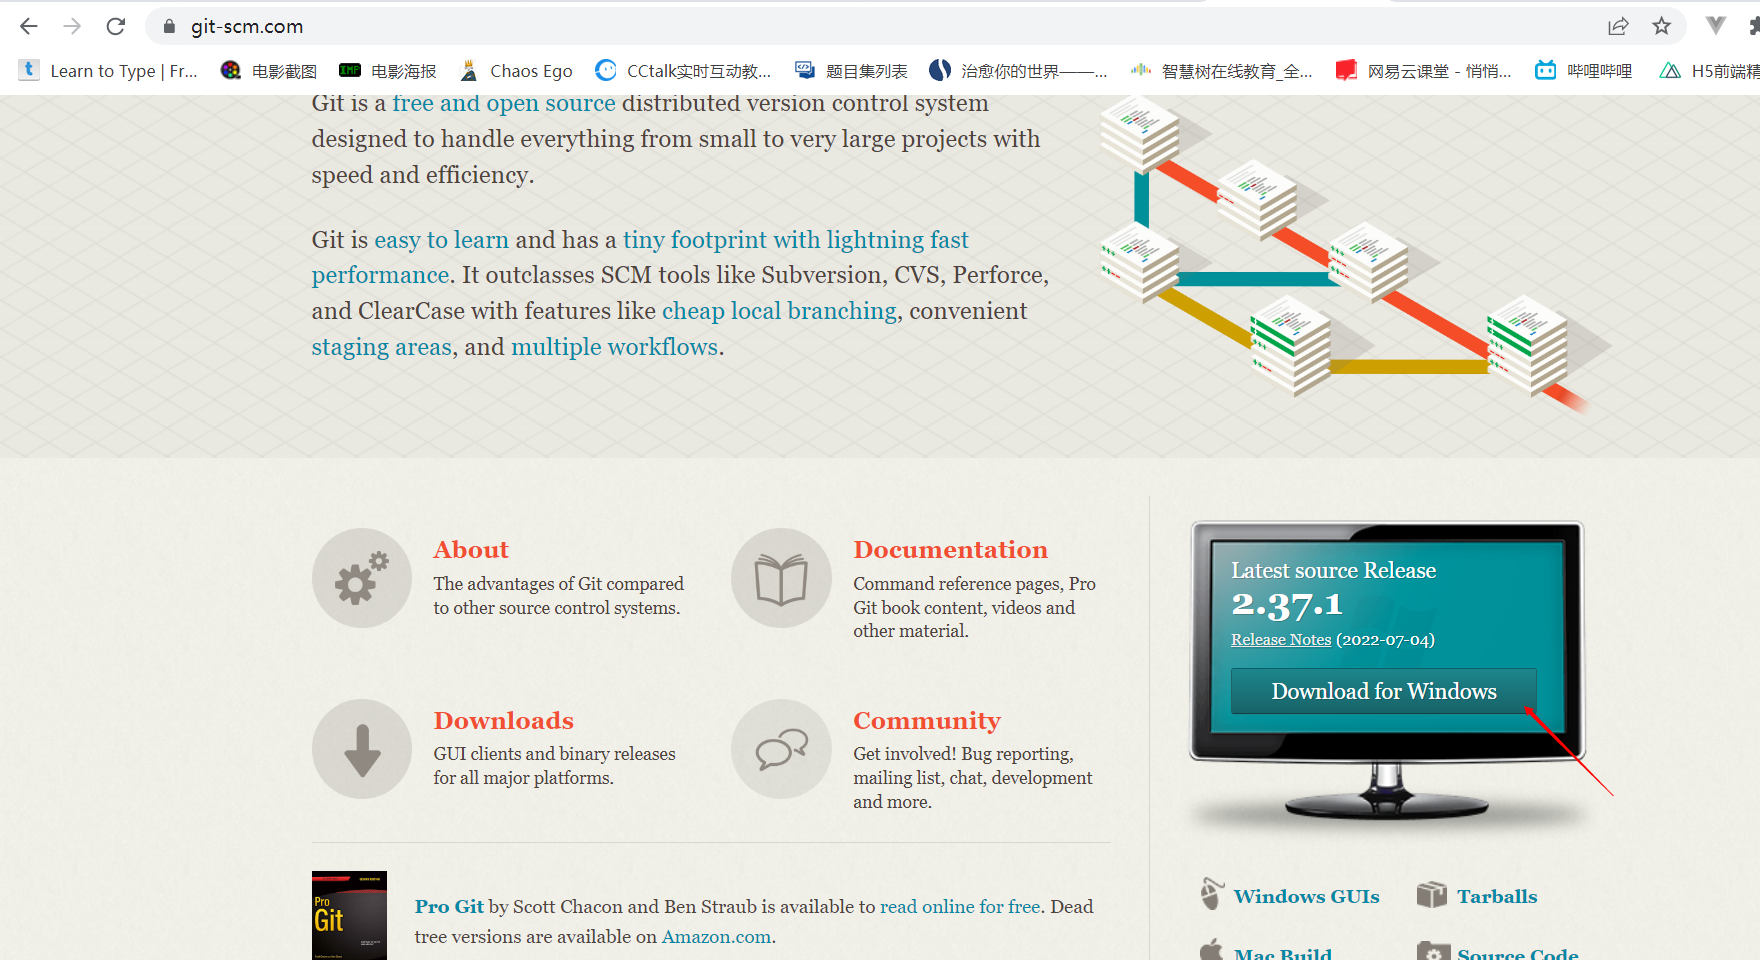 git-scm.com
Learn to Type | Fr...
电影截图
电影海报
Chaos Ego
CCtalk实时互动教...
题目集列表
治愈你的世界——...
智慧树在线教育_全...
网易云课堂 - 悄悄...
哔哩哔哩
H5前端精
Git is a free and open source distributed version control system
designed to handle everything from small to very large projects with
speed and efficiency.
Git is easy to learn and has a tiny footprint with lightning fast
performance. It outclasses SCM tools like Subversion, CVS, Perforce,
and ClearCase with features like cheap local branching, convenient
staging areas, and multiple workflows.
About
The advantages of Git compared
to other source control systems.
Documentation
Command reference pages, Pro
Git book content, videos and
other material.
Downloads
GUI clients and binary releases
for all major platforms.
Community
Get involved! Bug reporting,
mailing list, chat, development
and more.
Latest source Release
2.37.1
Release Notes (2022-07-04)
Download for Windows
Pro
Git
Pro Git by Scott Chacon and Ben Straub is available to read online for free. Dead
tree versions are available on Amazon.com.
Windows GUIs
Tarballs
Mac Build
Source Code